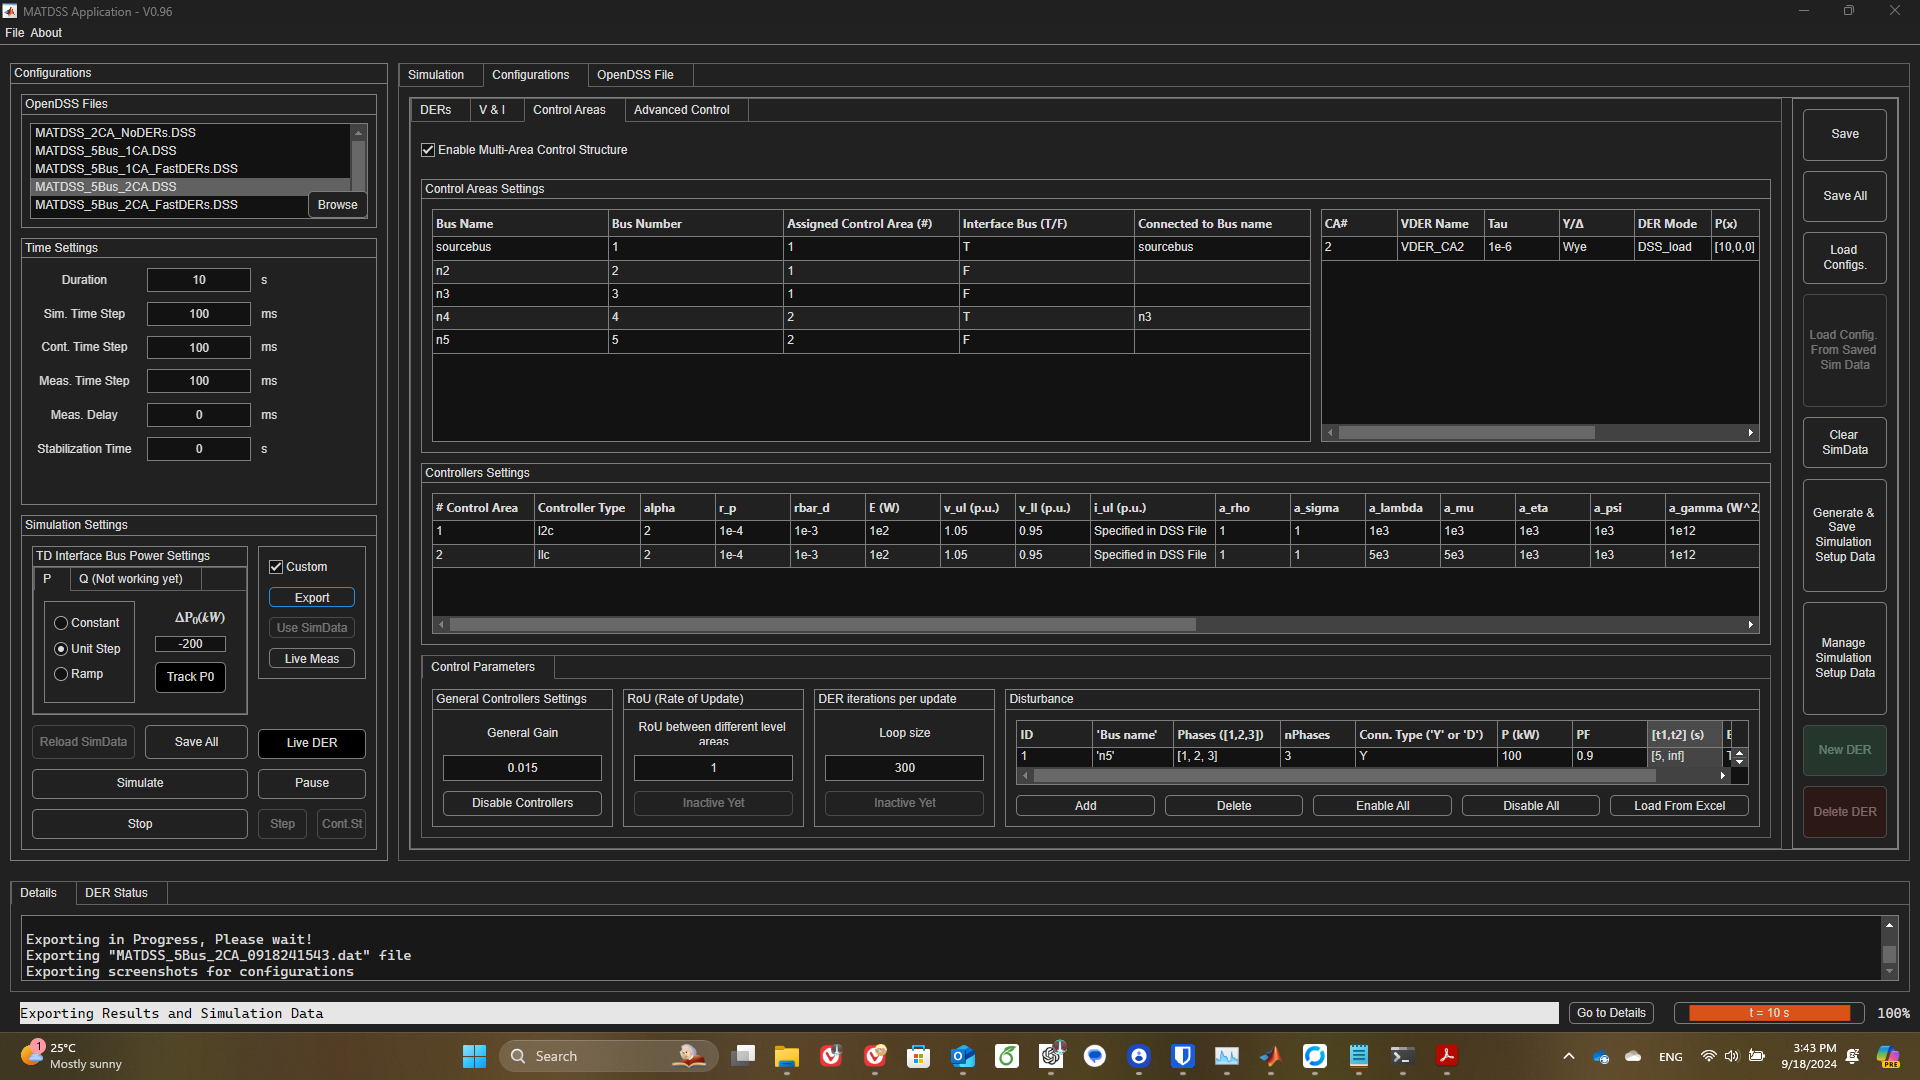 MATDSS Application - V0.96
File About
Configurations
OpenDSS Files
MATDSS_2CA_NoDERs.DSS
MATDSS_5Bus_1CA.DSS
MATDSS_5Bus_1CA_FastDERs.DSS
MATDSS_5Bus_2CA.DSS
MATDSS_5Bus_2CA_FastDERs.DSS
Browse
Time Settings
Duration 10 s
Sim. Time Step 100 ms
Cont. Time Step 100 ms
Meas. Time Step 100 ms
Meas. Delay 0 ms
Stabilization Time 0 s
Simulation Settings
TD Interface Bus Power Settings
P Q (Not working yet)
Constant
Unit Step
Ramp
ΔP0(kW)
-200
Track P0
Custom
Export
Use SimData
Live Meas
Reload SimData Save All Live DER
Simulate Pause
Stop Step Cont.St
Simulation Configurations OpenDSS File
DERs V & I Control Areas Advanced Control
Enable Multi-Area Control Structure
Control Areas Settings
Bus Name Bus Number Assigned Control Area (#) Interface Bus (T/F) Connected to Bus name
sourcebus 1 1 T sourcebus
n2 2 1 F
n3 3 1 F
n4 4 2 T n3
n5 5 2 F
CA# VDER Name Tau Y/Δ DER Mode P(x)
2 VDER_CA2 1e-6 Wye DSS_load [10,0,0]
Controllers Settings
# Control Area Controller Type alpha r_p rbar_d E (W) v_ul (p.u.) v_ll (p.u.) i_ul (p.u.) a_rho a_sigma a_lambda a_mu a_eta a_psi a_gamma (W^2,
1 l2c 2 1e-4 1e-3 1e2 1.05 0.95 Specified in DSS File 1 1 1e3 1e3 1e3 1e3 1e12
2 llc 2 1e-4 1e-3 1e2 1.05 0.95 Specified in DSS File 1 1 5e3 5e3 1e3 1e3 1e12
Control Parameters
General Controllers Settings
General Gain
0.015
Disable Controllers
RoU (Rate of Update)
RoU between different level areas
1
Inactive Yet
DER iterations per update
Loop size
300
Inactive Yet
Disturbance
ID 'Bus name' Phases ([1,2,3]) nPhases Conn. Type ('Y' or 'D') P (kW) PF [t1,t2] (s)
1 'n5' [1, 2, 3] 3 Y 100 0.9 [5, inf]
Add Delete Enable All Disable All Load From Excel
Save
Save All
Load
Configs.
Load Config.
From Saved
Sim Data
Clear
SimData
Generate &
Save
Simulation
Setup Data
Manage
Simulation
Setup Data
New DER
Delete DER
Details DER Status
Exporting in Progress, Please wait!
Exporting "MATDSS_5Bus_2CA_0918241543.dat" file
Exporting screenshots for configurations
Exporting Results and Simulation Data Go to Details t = 10 s 100%
1
25°C
Mostly sunny
Search
ENG
3:43 PM
9/18/2024
PRE